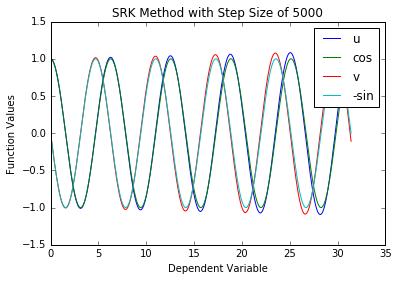 SRK Method with Step Size of 5000
1.5
1.0
0.5
0.0
-0.5
-1.0
-1.5
Function Values
u
cos
v
-sin
0 5 10 15 20 25 30 35
Dependent Variable